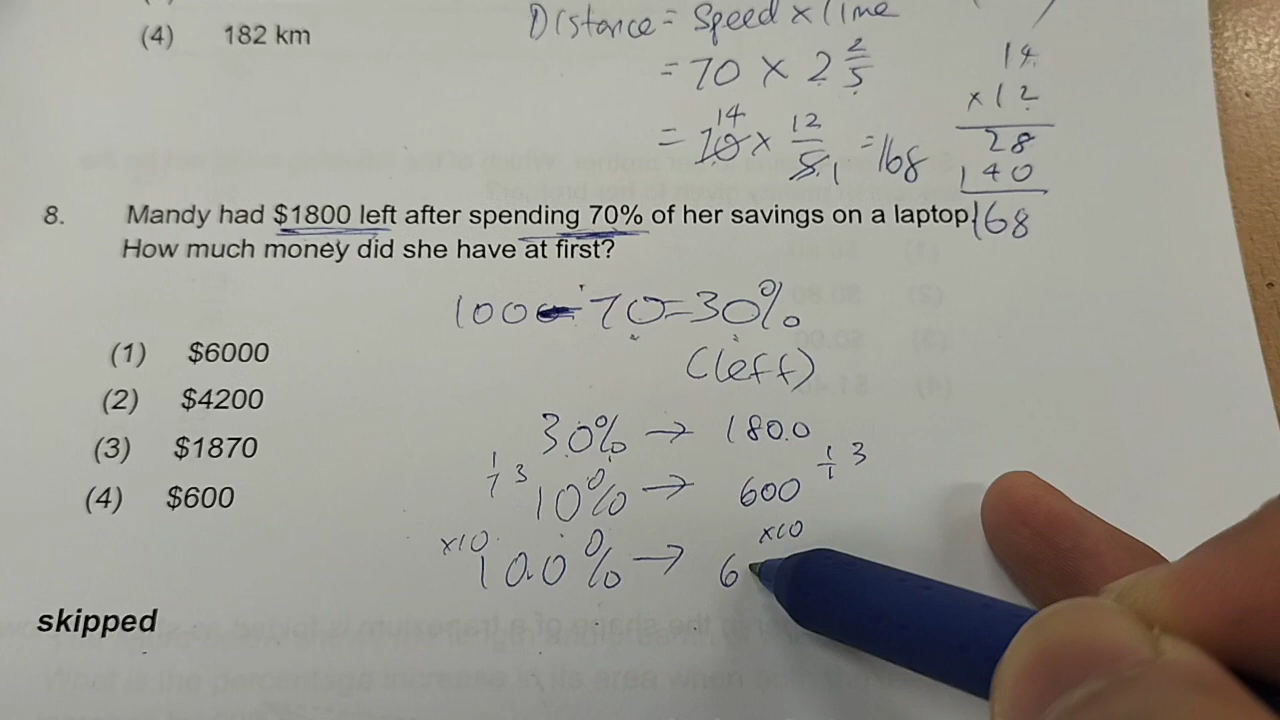 (4) 182 km
Distance = Speed x Time
= 70 x 2 2/5
14 12
= 70 x 5 1 = 168
14
x 12
28
140
168
8. Mandy had $1800 left after spending 70% of her savings on a laptop.
How much money did she have at first?
100 - 70 = 30%
(left)
(1) $6000
(2) $4200
(3) $1870
(4) $600
30% → 1800
÷ 3 ÷ 3
10% → 600
x10 x10
100% → 6
skipped